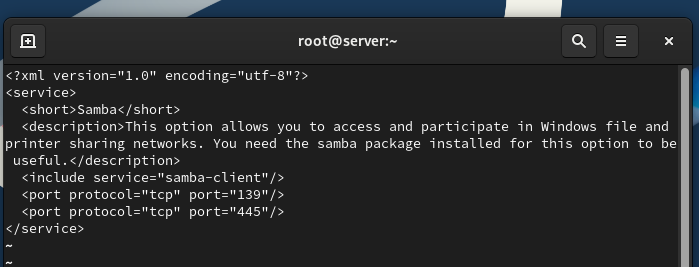 root@server:~
<?xml version="1.0" encoding="utf-8"?>
<service>
  <short>Samba</short>
  <description>This option allows you to access and participate in Windows file and
printer sharing networks. You need the samba package installed for this option to be
 useful.</description>
  <include service="samba-client"/>
  <port protocol="tcp" port="139"/>
  <port protocol="tcp" port="445"/>
</service>
~
~